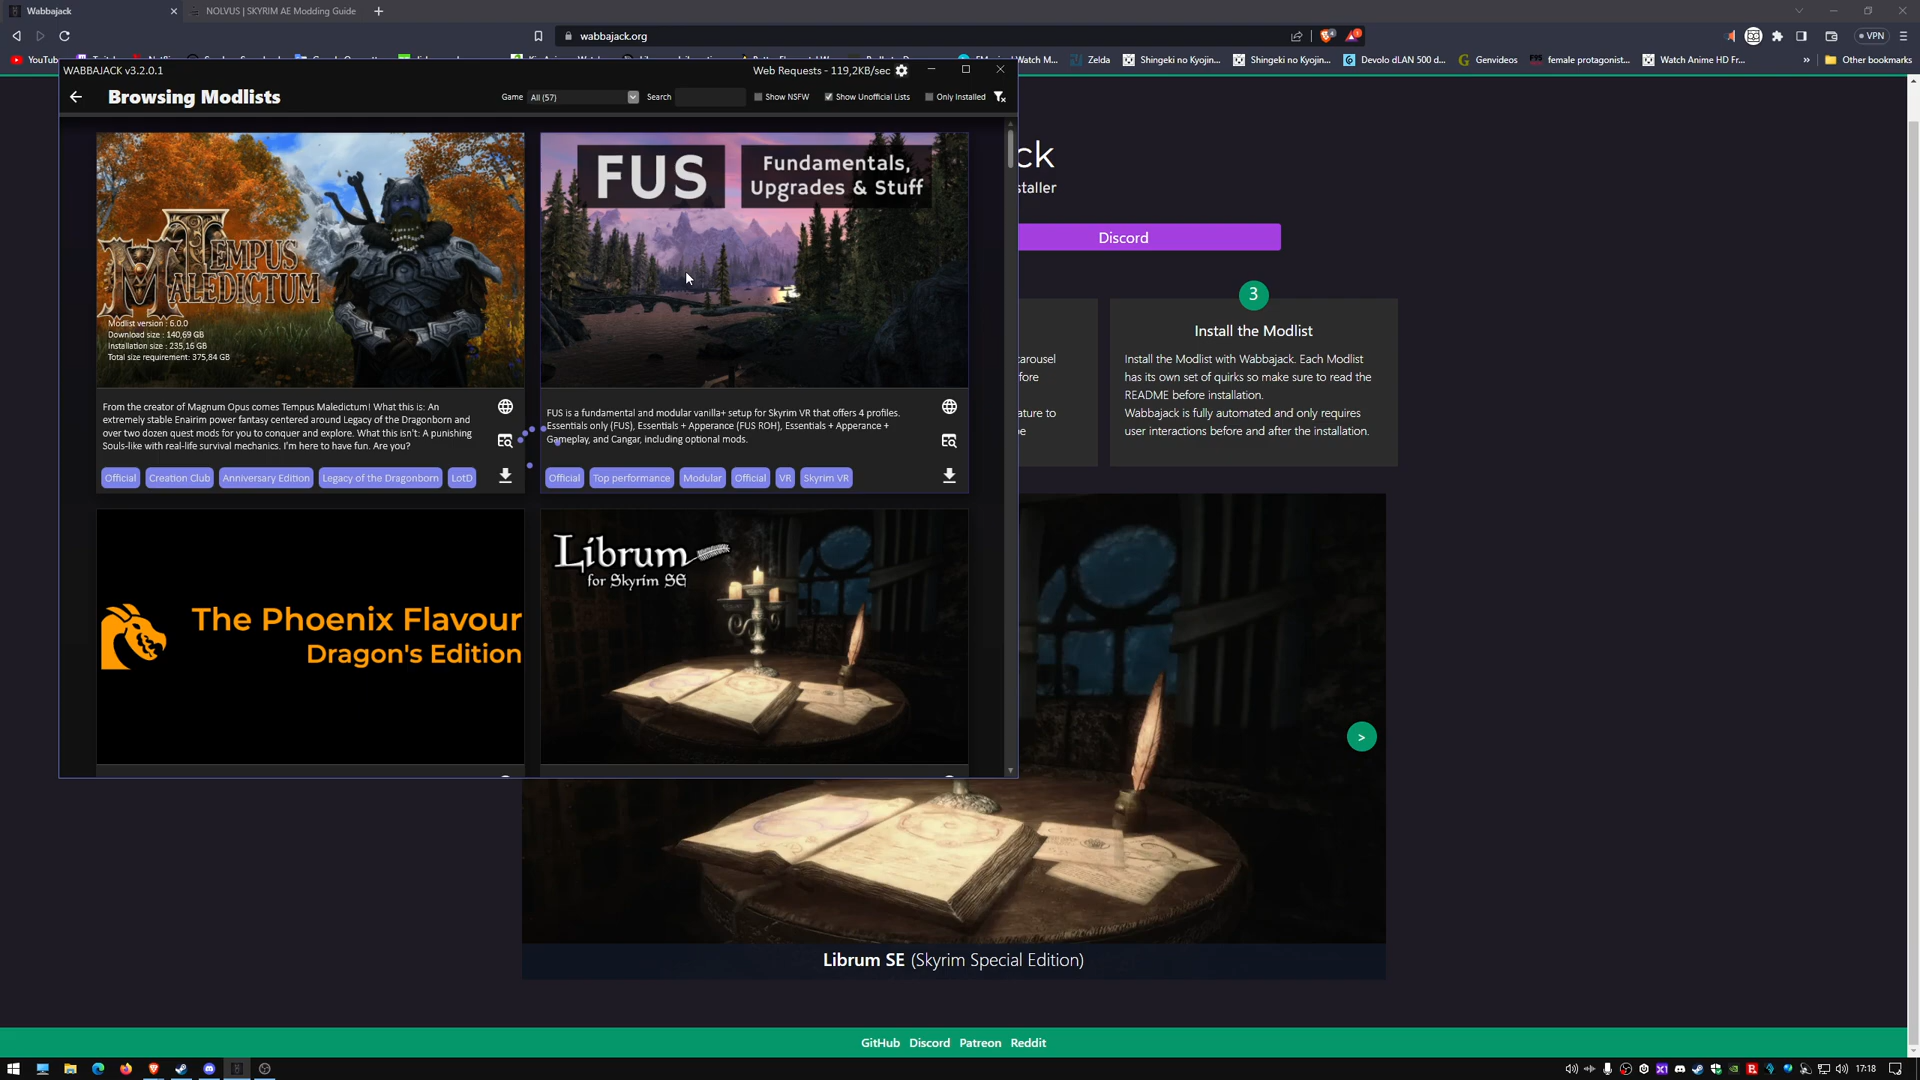 Wabbajack
NOLVUS | SKYRIM AE Modding Guide
wabbajack.org
VPN
YouTub
Zelda
Shingeki no Kyojin...
Shingeki no Kyojin...
Devolo dLAN 500 d...
Genvideos
female protagonist...
Watch Anime HD Fr...
Other bookmarks
WABBAJACK v3.2.0.1
Web Requests - 119,2KB/sec
Browsing Modlists
Game
All (57)
Search
Show NSFW
Show Unofficial Lists
Only Installed
TEMPUS
MALEDICTUM
Modlist version : 6.0.0
Download size : 140,69 GB
Installation size : 235,16 GB
Total size requirement: 375,84 GB
From the creator of Magnum Opus comes Tempus Maledictum! What this is: An
extremely stable Enairim power fantasy centered around Legacy of the Dragonborn and
over two dozen quest mods for you to conquer and explore. What this isn't: A punishing
Souls-like with real-life survival mechanics. I'm here to have fun. Are you?
Official
Creation Club
Anniversary Edition
Legacy of the Dragonborn
LotD
FUS
Fundamentals,
Upgrades & Stuff
FUS is a fundamental and modular vanilla+ setup for Skyrim VR that offers 4 profiles.
Essentials only (FUS), Essentials + Apperance (FUS ROH), Essentials + Apperance +
Gameplay, and Cangar, including optional mods.
Official
Top performance
Modular
Official
VR
Skyrim VR
The Phoenix Flavour
Dragon's Edition
Librum
for Skyrim SE
ck
staller
Discord
3
Install the Modlist
Install the Modlist with Wabbajack. Each Modlist
has its own set of quirks so make sure to read the
README before installation.
Wabbajack is fully automated and only requires
user interactions before and after the installation.
carousel
fore
ature to
be
>
Librum SE (Skyrim Special Edition)
GitHub
Discord
Patreon
Reddit
17:18